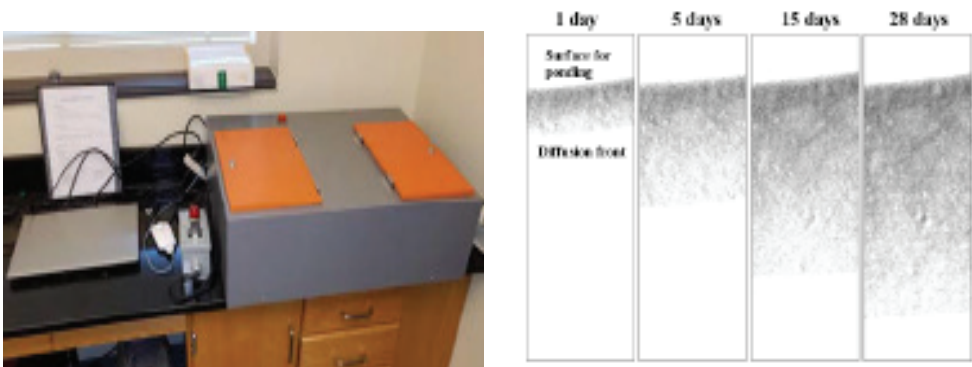 1 day
5 days
15 days
28 days
Surface for
ponding
Diffusion front